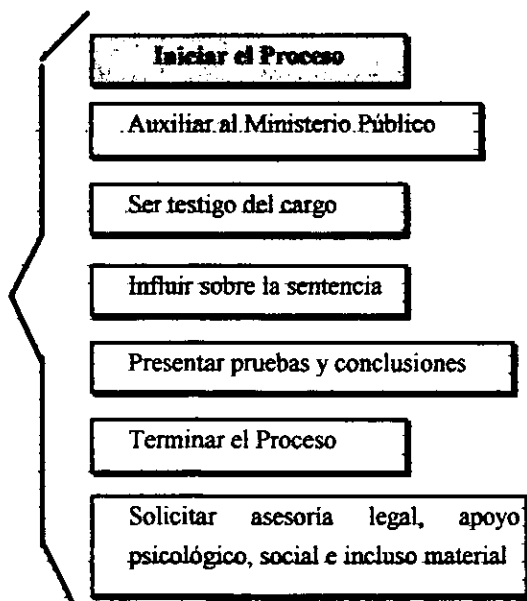 Iniciar el Proceso
Auxiliar al Ministerio Público
Ser testigo del cargo
Influir sobre la sentencia
Presentar pruebas y conclusiones
Terminar el Proceso
Solicitar asesoría legal, apoyo
psicológico, social e incluso material